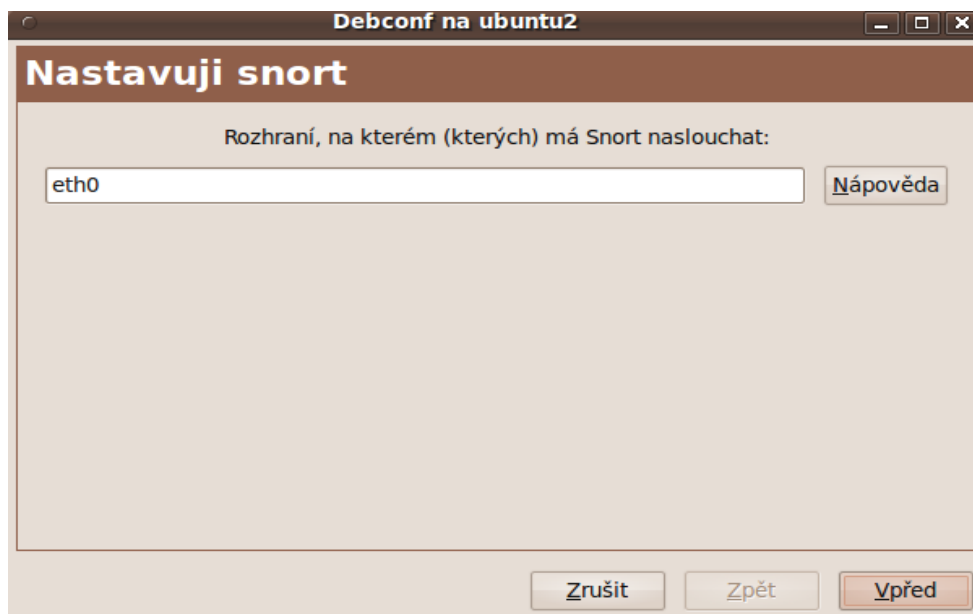 Debconf na ubuntu2
Nastavuji snort
Rozhraní, na kterém (kterých) má Snort naslouchat:
eth0
Nápověda
Zrušit
Zpět
Vpřed